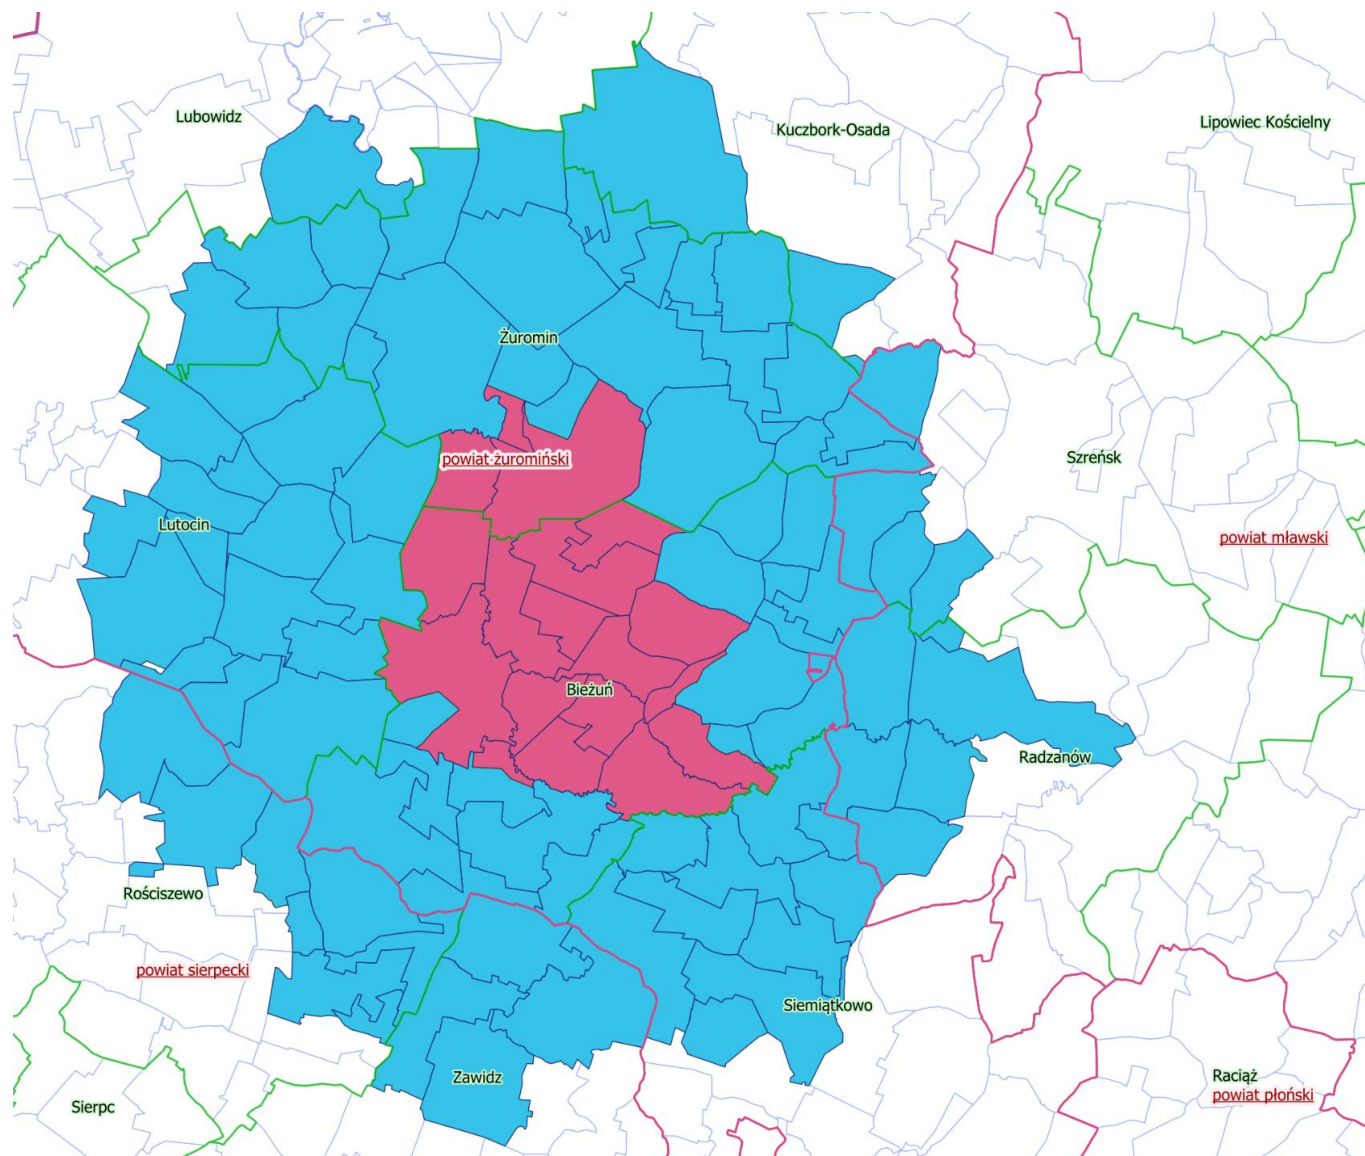 Lubowidz
Kuczbork-Osada
Lipowiec Kościelny
Żuromin
powiat żuromiński
Szreńsk
Lutocin
powiat mławski
Bieżuń
Radzanów
Rościszewo
powiat sierpecki
Siemiątkowo
Zawidz
Raciąż
powiat płoński
Sierpc